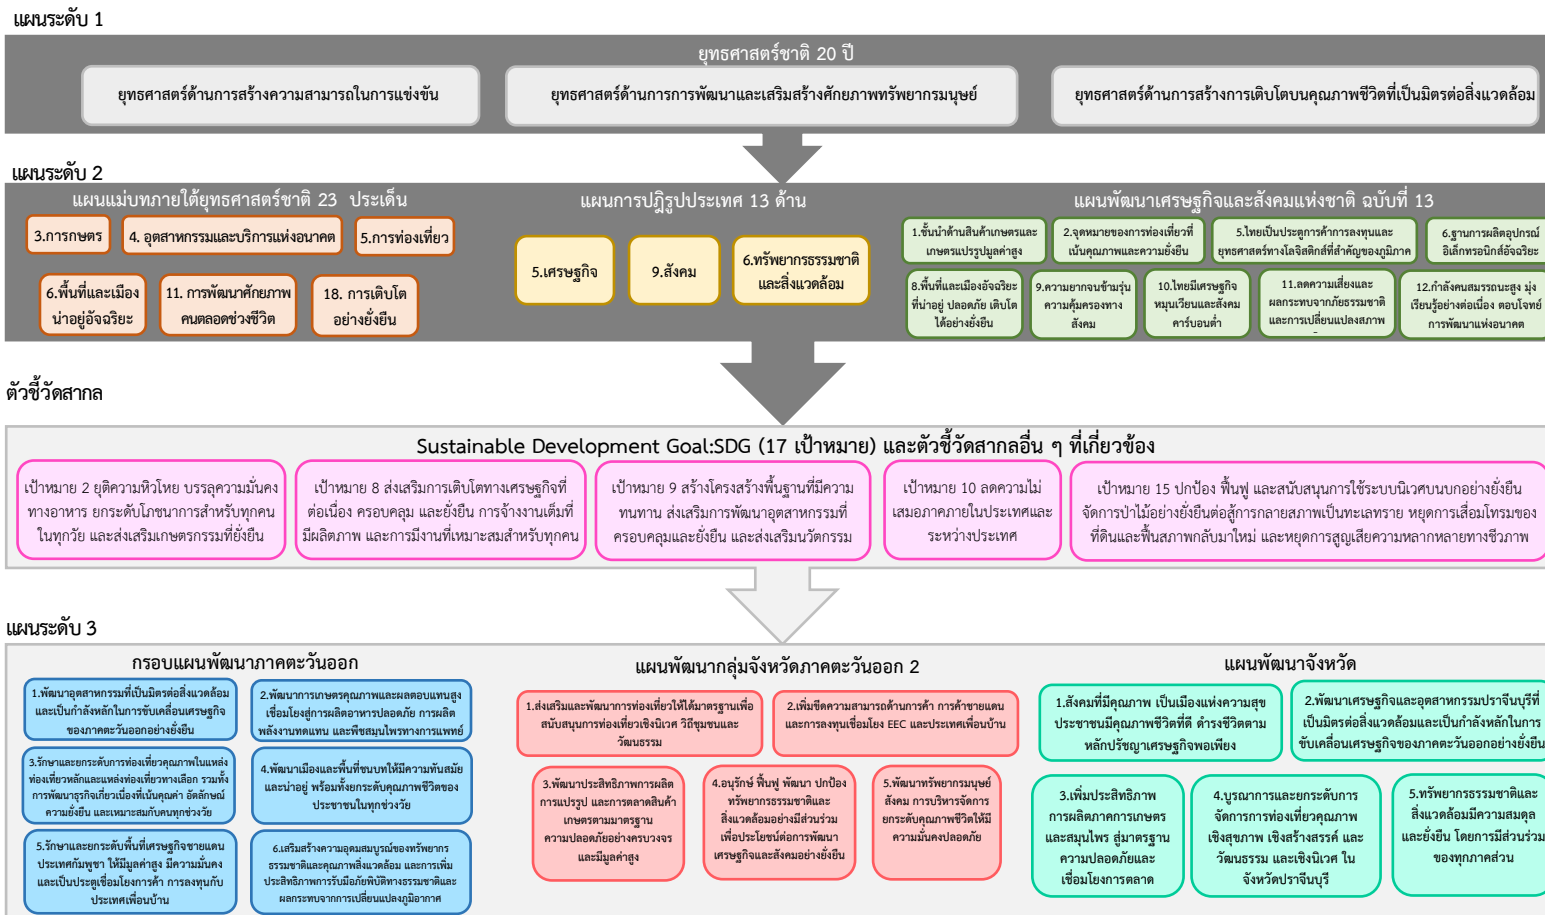 แผนระดับ 1
ยุทธศาสตร์ชาติ 20 ปี
ยุทธศาสตร์ด้านการสร้างความสามารถในการแข่งขัน
ยุทธศาสตร์ด้านการการพัฒนาและเสริมสร้างศักยภาพทรัพยากรมนุษย์
ยุทธศาสตร์ด้านการสร้างการเติบโตบนคุณภาพชีวิตที่เป็นมิตรต่อสิ่งแวดล้อม
แผนระดับ 2
แผนแม่บทภายใต้ยุทธศาสตร์ชาติ 23 ประเด็น
3.การกษตร
4. อุตสาหกรรมและบริการแห่งอนาคต
5.การท่องเที่ยว
6.พื้นที่และเมือง
น่าอยู่อัจฉริยะ
11. การพัฒนาศักยภาพ
คนตลอดช่วงชีวิต
18. การเติบโต
อย่างยั่งยืน
แผนการปฎิรูปประเทศ 13 ด้าน
5.เศรษฐกิจ
9.สังคม
6.ทรัพยากรธรรมชาติ
และสิ่งแวดล้อม
แผนพัฒนาเศรษฐกิจและสังคมแห่งชาติ ฉบับที่ 13
1.ชั้นนำด้านสินค้าเกษตรและ
เกษตรแปรรูปมูลค่าสูง
2.จุดหมายของการท่องเที่ยวที่
เน้นคุณภาพและความยั่งยืน
5.ไทยเป็นประตูการค้าการลงทุนและ
ยุทธศาสตร์ทางโลจิสติกส์ที่สำคัญของภูมิภาค
6.ฐานการผลิตอุปกรณ์
อิเล็กทรอนิกส์อัจฉริยะ
8.พื้นที่และเมืองอัจฉริยะ
ที่น่าอยู่ ปลอดภัย เติบโต
ได้อย่างยั่งยืน
9.ความยากจนข้ามรุ่น
ความคุ้มครองทาง
สังคม
10.ไทยมีเศรษฐกิจ
หมุนเวียนและสังคม
คาร์บอนต่ำ
11.ลดความเสี่ยงและ
ผลกระทบจากภัยธรรมชาติ
และการเปลี่ยนแปลงสภาพ
12.กำลังคนสมรรถนะสูง มุ่ง
เรียนรู้อย่างต่อเนื่อง ตอบโจทย์
การพัฒนาแห่งอนาคต
ตัวชี้วัดสากล
Sustainable Development Goal:SDG (17 เป้าหมาย) และตัวชี้วัดสากลอื่น ๆ ที่เกี่ยวข้อง
เป้าหมาย 2 ยุติความหิวโหย บรรลุความมั่นคง
ทางอาหาร ยกระดับโภชนาการสำหรับทุกคน
ในทุกวัย และส่งเสริมเกษตรกรรมที่ยั่งยืน
เป้าหมาย 8 ส่งเสริมการเติบโตทางเศรษฐกิจที่
ต่อเนื่อง ครอบคลุม และยั่งยืน การจ้างงานเต็มที่
มีผลิตภาพ และการมีงานที่เหมาะสมสำหรับทุกคน
เป้าหมาย 9 สร้างโครงสร้างพื้นฐานที่มีความ
ทนทาน ส่งเสริมการพัฒนาอุตสาหกรรมที่
ครอบคลุมและยั่งยืน และส่งเสริมนวัตกรรม
เป้าหมาย 10 ลดความไม่
เสมอภาคภายในประเทศและ
ระหว่างประเทศ
เป้าหมาย 15 ปกป้อง ฟื้นฟู และสนับสนุนการใช้ระบบนิเวศบนบกอย่างยั่งยืน
จัดการป่าไม้อย่างยั่งยืนต่อสู้การกลายสภาพเป็นทะเลทราย หยุดการเสื่อมโทรมของ
ที่ดินและฟื้นสภาพกลับมาใหม่ และหยุดการสูญเสียความหลากหลายทางชีวภาพ
แผนระดับ 3
กรอบแผนพัฒนาภาคตะวันออก
1.พัฒนาอุตสาหกรรมที่เป็นมิตรต่อสิ่งแวดล้อม
และเป็นกำลังหลักในการขับเคลื่อนเศรษฐกิจ
ของภาคตะวันออกอย่างยั่งยืน
2.พัฒนาการเกษตรคุณภาพและผลตอบแทนสูง
เชื่อมโยงสู่การผลิตอาหารปลอดภัย การผลิต
พลังงานทดแทน และพืชสมุนไพรทางการแพทย์
3.รักษาและยกระดับการท่องเที่ยวคุณภาพในแหล่ง
ท่องเที่ยวหลักและแหล่งท่องเที่ยวทางเลือก รวมทั้ง
การพัฒนาธุรกิจเกี่ยวเนื่องที่เน้นคุณค่า อัตลักษณ์
ความยั่งยืน และเหมาะสมกับคนทุกช่วงวัย
4.พัฒนาเมืองและพื้นที่ชนบทให้มีความทันสมัย
และน่าอยู่ พร้อมทั้งยกระดับคุณภาพชีวิตของ
ประชาชนในทุกช่วงวัย
5.รักษาและยกระดับพื้นที่เศรษฐกิจชายแดน
ประเทศกัมพูชา ให้มีมูลค่าสูง มีความมั่นคง
และเป็นประตูเชื่อมโยงการค้า การลงทุนกับ
ประเทศเพื่อนบ้าน
6.เสริมสร้างความอุดมสมบูรณ์ของทรัพยากร
ธรรมชาติและคุณภาพสิ่งแวดล้อม และการเพิ่ม
ประสิทธิภาพการรับมือภัยพิบัติทางธรรมชาติและ
ผลกระทบจากการเปลี่ยนแปลงภูมิอากาศ
แผนพัฒนากลุ่มจังหวัดภาคตะวันออก 2
1.ส่งเสริมและพัฒนาการท่องเที่ยวให้ได้มาตรฐานเพื่อ
สนับสนุนการท่องเที่ยวเชิงนิเวศ วิถีชุมชนและ
วัฒนธรรม
2.เพิ่มขีดความสามารถด้านการค้า การค้าชายแดน
และการลงทุนเชื่อมโยง EEC และประเทศเพื่อนบ้าน
3.พัฒนาประสิทธิภาพการผลิต
การแปรรูป และการตลาดสินค้า
เกษตรตามมาตรฐาน
ความปลอดภัยอย่างครบวงจร
และมีมูลค่าสูง
4.อนุรักษ์ ฟื้นฟู พัฒนา ปกป้อง
ทรัพยากรธรรมชาติและ
สิ่งแวดล้อมอย่างมีส่วนร่วม
เพื่อประโยชน์ต่อการพัฒนา
เศรษฐกิจและสังคมอย่างยั่งยืน
5.พัฒนาทรัพยากรมนุษย์
สังคม การบริหารจัดการ
ยกระดับคุณภาพชีวิตให้มี
ความมั่นคงปลอดภัย
แผนพัฒนาจังหวัด
1.สังคมที่มีคุณภาพ เป็นเมืองแห่งความสุข
ประชาชนมีคุณภาพชีวิตที่ดี ดำรงชีวิตตาม
หลักปรัชญาเศรษฐกิจพอเพียง
2.พัฒนาเศรษฐกิจและอุตสาหกรรมปราจีนบุรีที่
เป็นมิตรต่อสิ่งแวดล้อมและเป็นกำลังหลักในการ
ขับเคลื่อนเศรษฐกิจของภาคตะวันออกอย่างยั่งยืน
3.เพิ่มประสิทธิภาพ
การผลิตภาคการเกษตร
และสมุนไพร สู่มาตรฐาน
ความปลอดภัยและ
เชื่อมโยงการตลาด
4.บูรณาการและยกระดับการ
จัดการการท่องเที่ยวคุณภาพ
เชิงสุขภาพ เชิงสร้างสรรค์ และ
วัฒนธรรม และเชิงนิเวศ ใน
จังหวัดปราจีนบุรี
5.ทรัพยากรธรรมชาติและ
สิ่งแวดล้อมมีความสมดุล
และยั่งยืน โดยการมีส่วนร่วม
ของทุกภาคส่วน